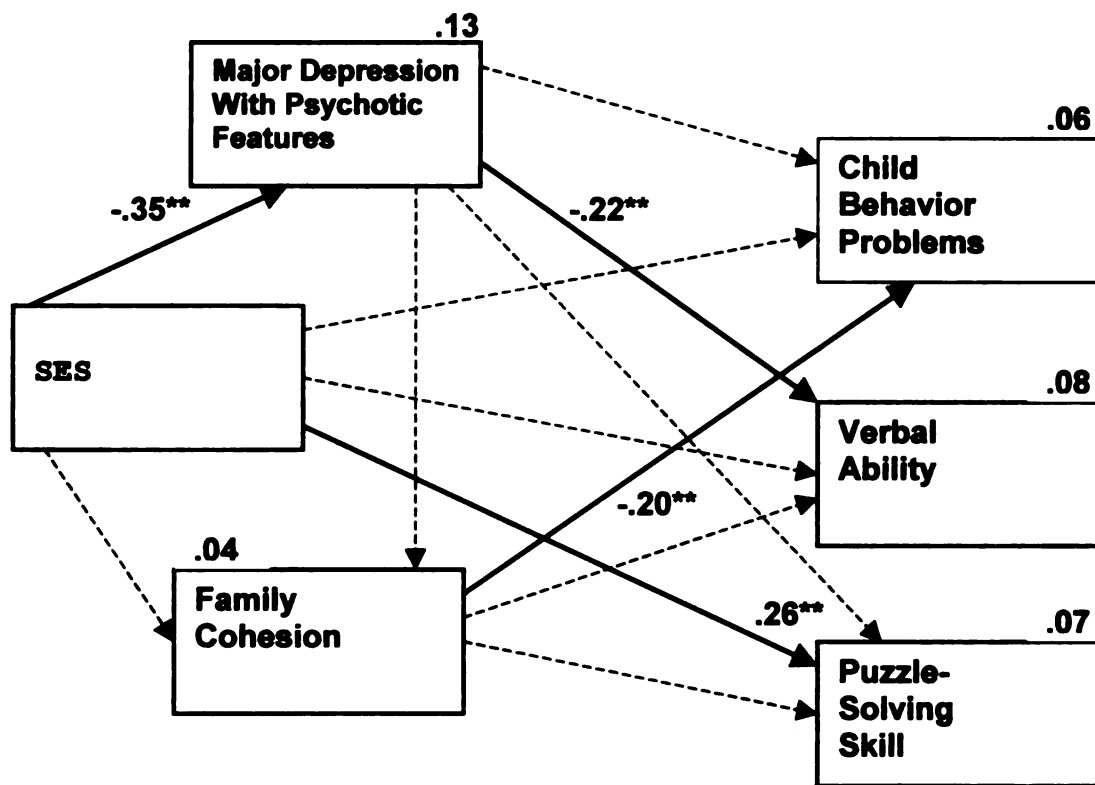 .13
Major Depression
With Psychotic
Features
.06
Child
Behavior
Problems
-.35**
-.22**
SES
.08
Verbal
Ability
-.20**
.04
Family
Cohesion
.26**
.07
Puzzle-
Solving
Skill